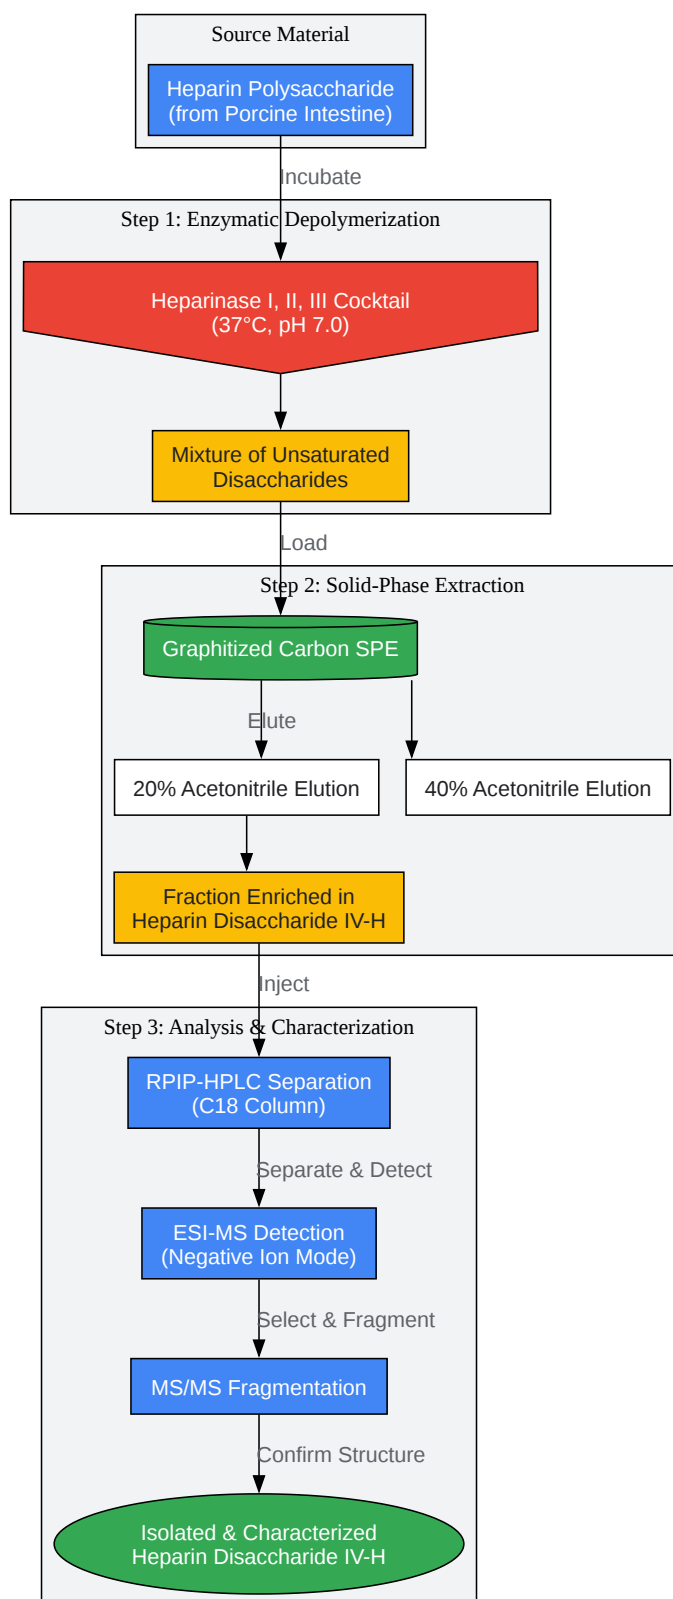 Source Material
Heparin Polysaccharide
(from Porcine Intestine)
Incubate
Step 1: Enzymatic Depolymerization
Heparinase I, II, III Cocktail
(37°C, pH 7.0)
Mixture of Unsaturated
Disaccharides
Load
Step 2: Solid-Phase Extraction
Graphitized Carbon SPE
Elute
20% Acetonitrile Elution
40% Acetonitrile Elution
Fraction Enriched in
Heparin Disaccharide IV-H
Inject
Step 3: Analysis & Characterization
RPIP-HPLC Separation
(C18 Column)
Separate & Detect
ESI-MS Detection
(Negative Ion Mode)
Select & Fragment
MS/MS Fragmentation
Confirm Structure
Isolated & Characterized
Heparin Disaccharide IV-H